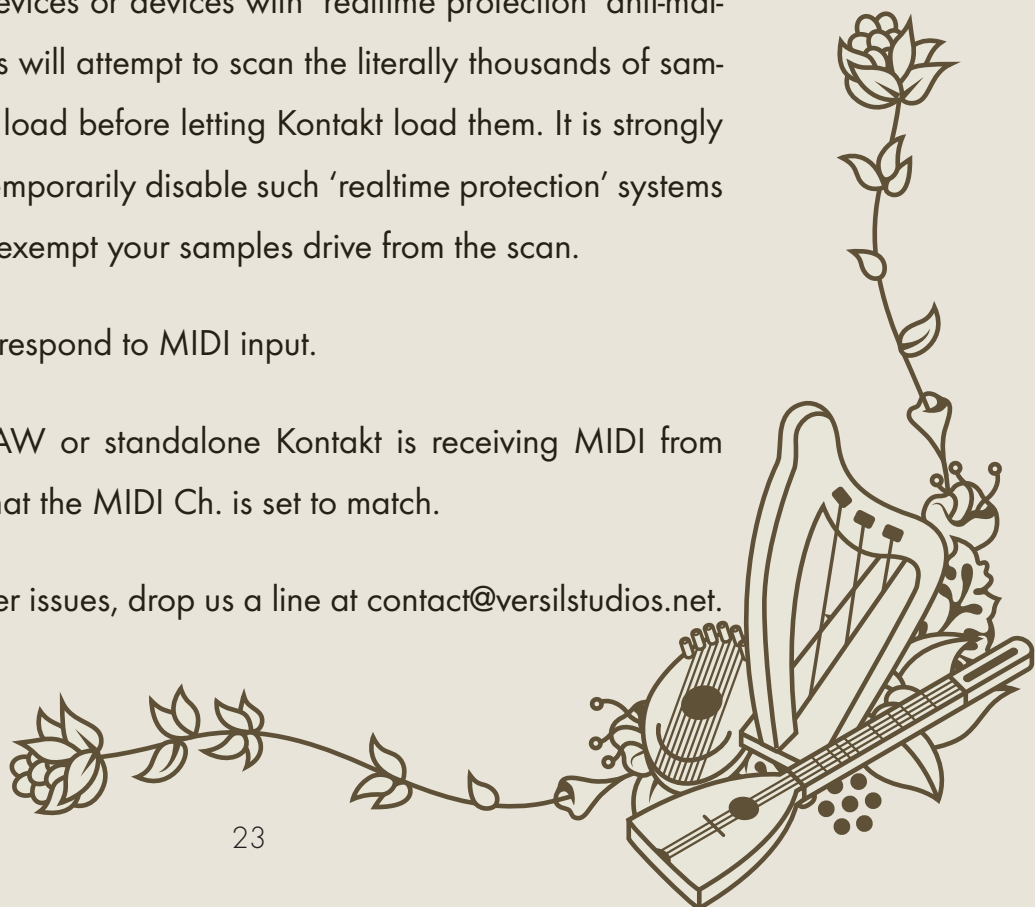 evices or devices with ‘realtime protection’ anti-mal-
s will attempt to scan the literally thousands of sam-
load before letting Kontakt load them. It is strongly
emporarily disable such ‘realtime protection’ systems
exempt your samples drive from the scan.
respond to MIDI input.
AW or standalone Kontakt is receiving MIDI from
hat the MIDI Ch. is set to match.
er issues, drop us a line at contact@versilstudios.net.
23